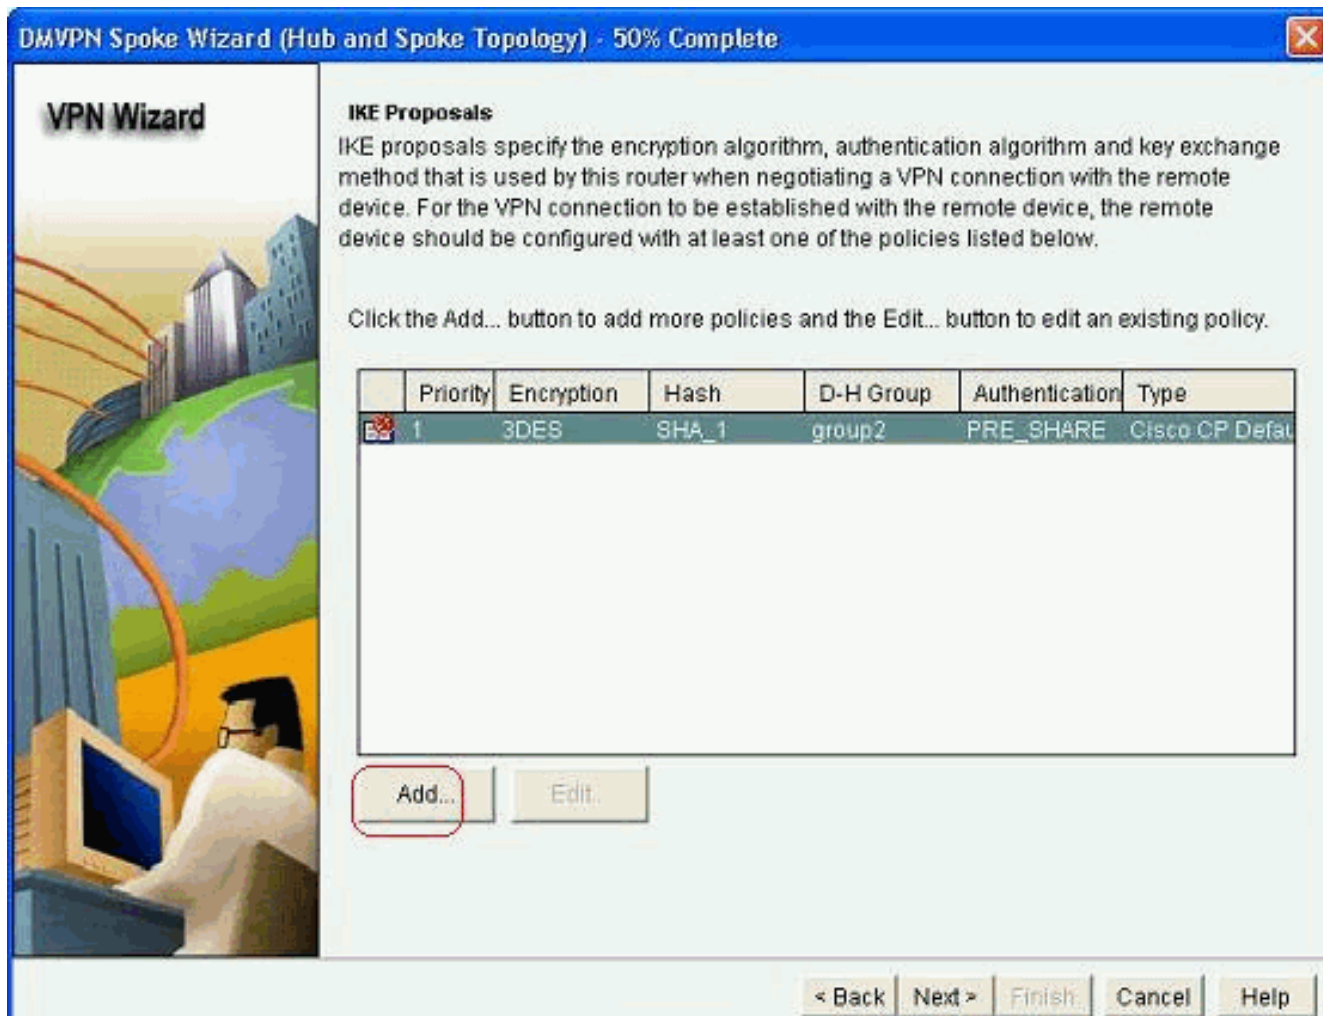 DMVPN Spoke Wizard (Hub and Spoke Topology) - 50% Complete
VPN Wizard
IKE Proposals
IKE proposals specify the encryption algorithm, authentication algorithm and key exchange
method that is used by this router when negotiating a VPN connection with the remote
device. For the VPN connection to be established with the remote device, the remote
device should be configured with at least one of the policies listed below.
Click the Add... button to add more policies and the Edit... button to edit an existing policy.
Priority Encryption Hash D-H Group Authentication Type
1 3DES SHA_1 group2 PRE_SHARE Cisco CP Defau
Add... Edit...
< Back Next > Finish Cancel Help